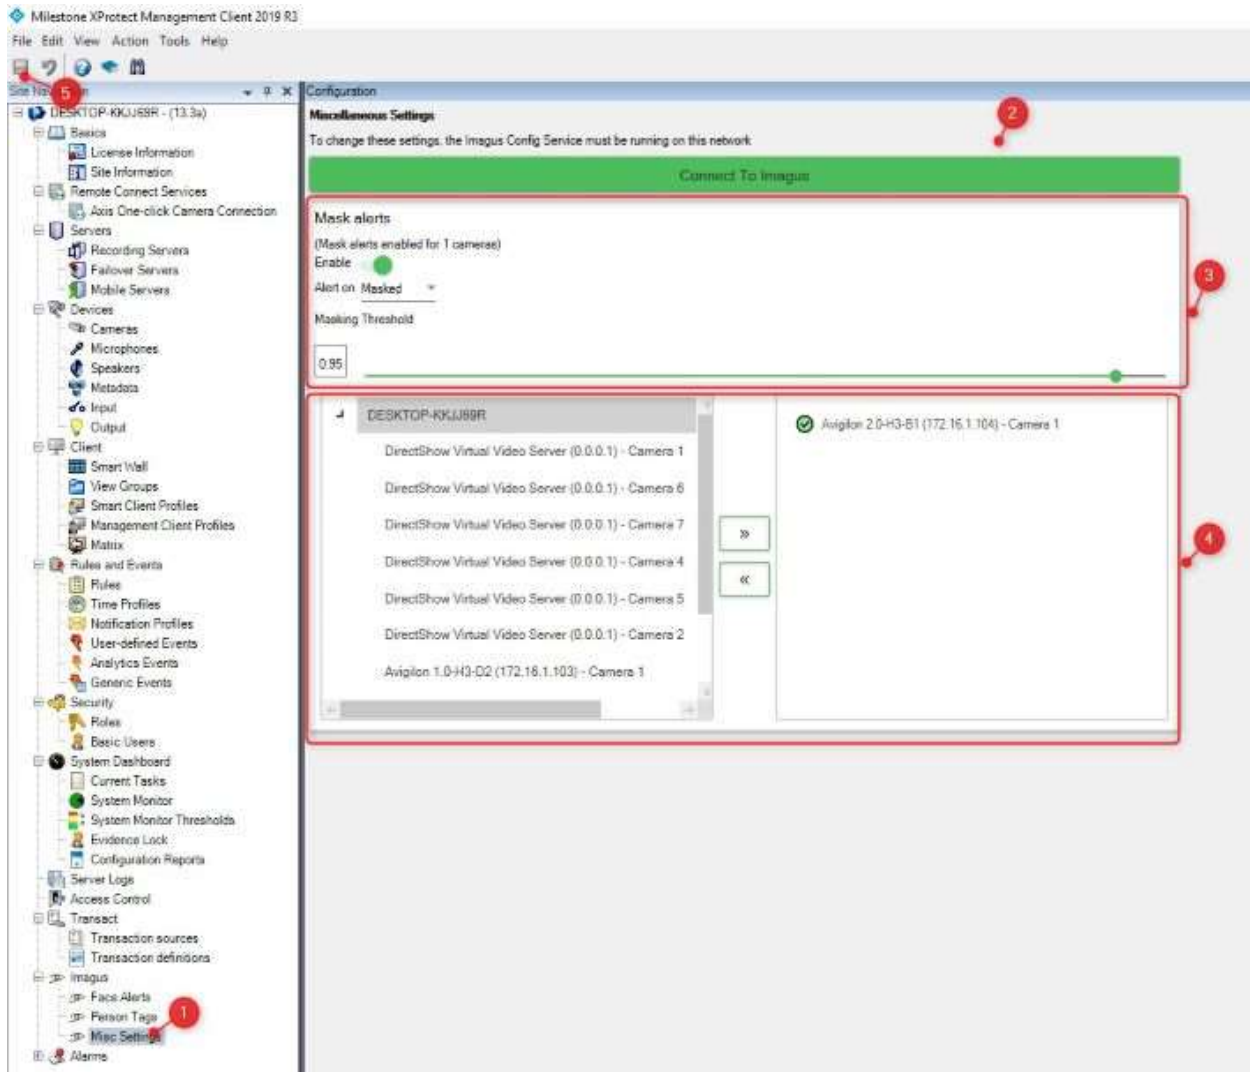 Milestone XProtect Management Client 2019 R3
File Edit View Action Tools Help
5
DESKTOP-KKJJ69R - (13.3a)
Basics
License Information
Site Information
Remote Connect Services
Axis One-click Camera Connection
Servers
Recording Servers
Failover Servers
Mobile Servers
Devices
Cameras
Microphones
Speakers
Metadata
Input
Output
Client
Smart Wall
View Groups
Smart Client Profiles
Management Client Profiles
Matrix
Rules and Events
Rules
Time Profiles
Notification Profiles
User-defined Events
Analytics Events
Generic Events
Security
Roles
Basic Users
System Dashboard
Current Tasks
System Monitor
System Monitor Thresholds
Evidence Lock
Configuration Reports
Server Logs
Access Control
Transact
Transaction sources
Transaction definitions
Imagus
Face Alerts
Person Tags
1
Misc Settings
Alarms
Configuration
Miscellaneous Settings
2
To change these settings, the Imagus Config Service must be running on this network
Connect To Imagus
Mask alerts
(Mask alerts enabled for 1 cameras)
Enable
Alert on Masked
3
Masking Threshold
0.95
DESKTOP-KKJJ69R
DirectShow Virtual Video Server (0.0.0.1) - Camera 1
DirectShow Virtual Video Server (0.0.0.1) - Camera 6
DirectShow Virtual Video Server (0.0.0.1) - Camera 7
DirectShow Virtual Video Server (0.0.0.1) - Camera 4
DirectShow Virtual Video Server (0.0.0.1) - Camera 5
DirectShow Virtual Video Server (0.0.0.1) - Camera 2
Avigilon 1.0-H3-D2 (172.16.1.103) - Camera 1
»
«
Avigilon 2.0-H3-B1 (172.16.1.104) - Camera 1
4